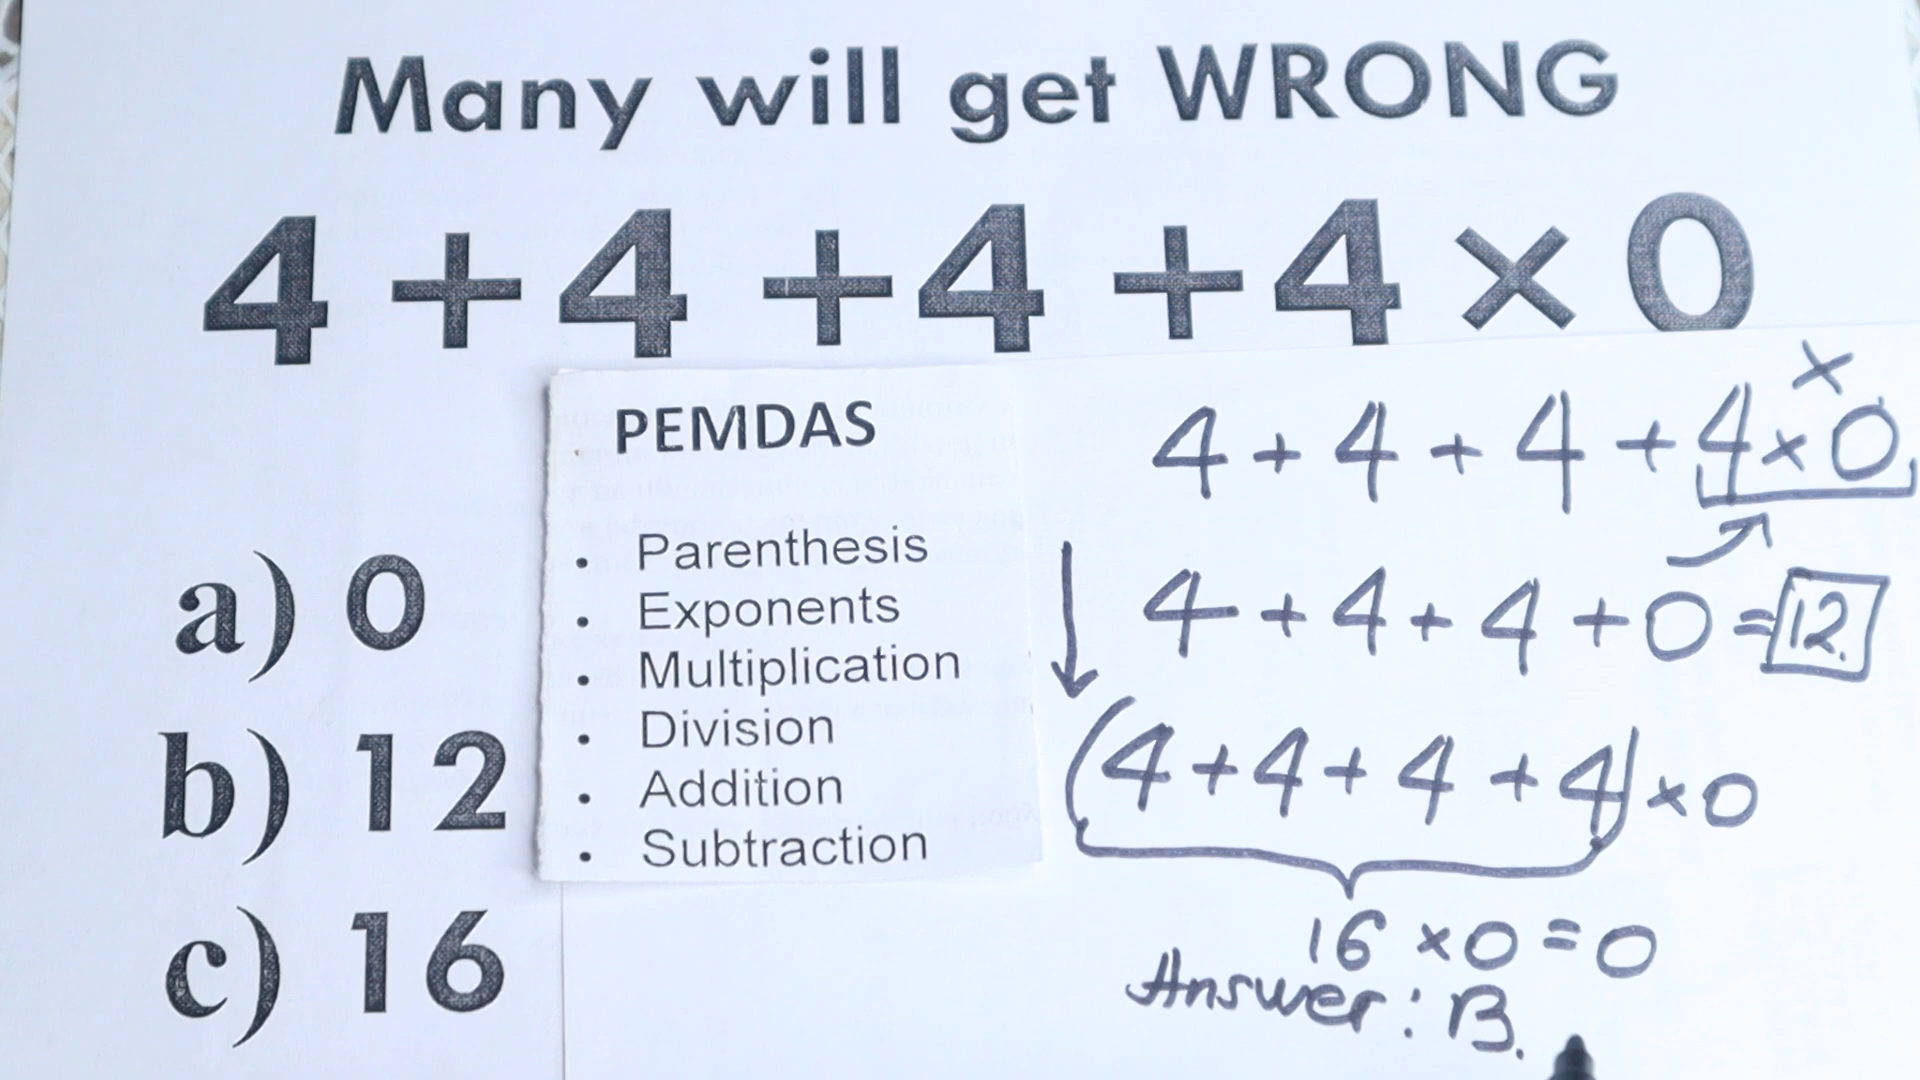 Many will get WRONG
4 + 4 + 4 + 4 × 0
a) 0
b) 12
c) 16
PEMDAS
• Parenthesis
• Exponents
• Multiplication
• Division
• Addition
• Subtraction
×
4 + 4 + 4 + 4 × 0
4 + 4 + 4 + 0 = 12.
(4 + 4 + 4 + 4) × 0
16 × 0 = 0
Answer : B.